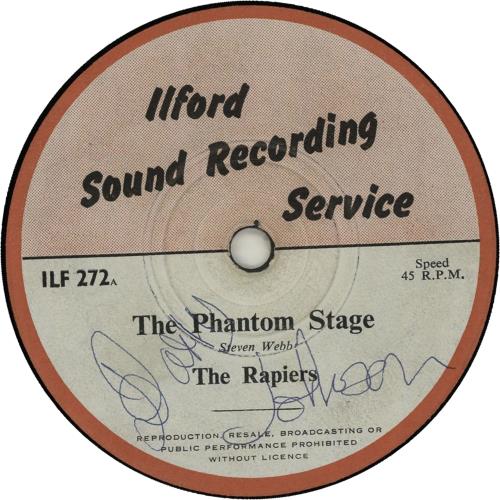 Ilford
Sound Recording
Service
ILF 272A
Speed
45 R.P.M.
The Phantom Stage
Steven Webb
The Rapiers
REPRODUCTION, RESALE, BROADCASTING OR
PUBLIC PERFORMANCE PROHIBITED
WITHOUT LICENCE